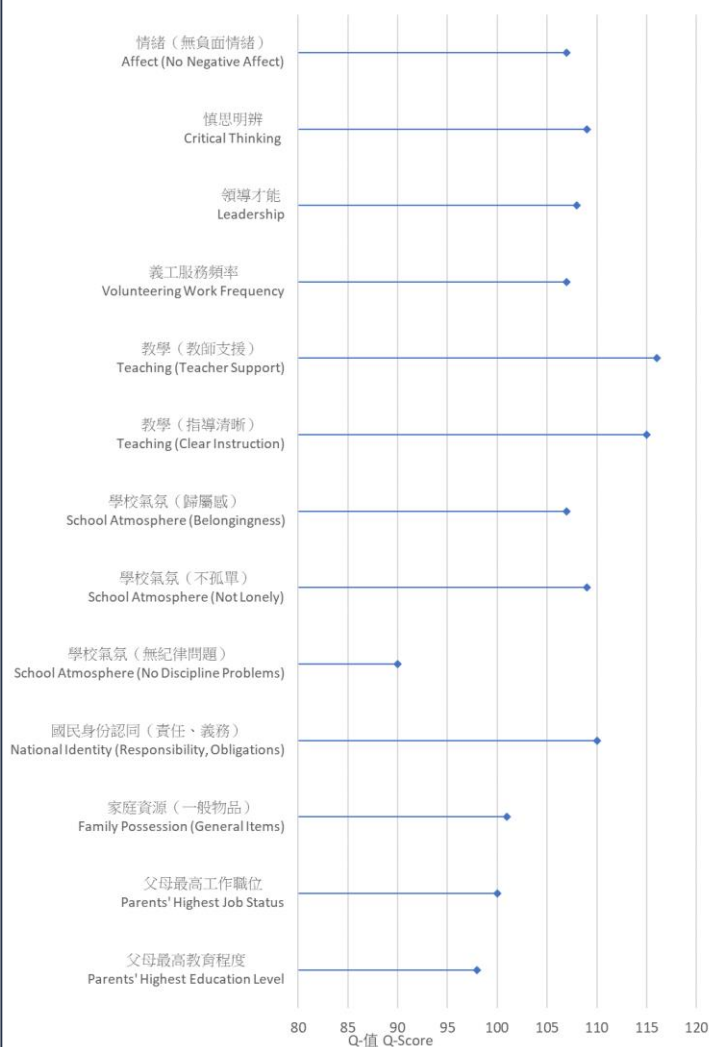 情緒（無負面情緒）
Affect (No Negative Affect)
慎思明辨
Critical Thinking
領導才能
Leadership
義工服務頻率
Volunteering Work Frequency
教學（教師支援）
Teaching (Teacher Support)
教學（指導清晰）
Teaching (Clear Instruction)
學校氣氛（歸屬感）
School Atmosphere (Belongingness)
學校氣氛（不孤單）
School Atmosphere (Not Lonely)
學校氣氛（無紀律問題）
School Atmosphere (No Discipline Problems)
國民身份認同（責任、義務）
National Identity (Responsibility, Obligations)
家庭資源（一般物品）
Family Possession (General Items)
父母最高工作職位
Parents' Highest Job Status
父母最高教育程度
Parents' Highest Education Level
80 85 90 95 100 105 110 115 120
Q-值 Q-Score